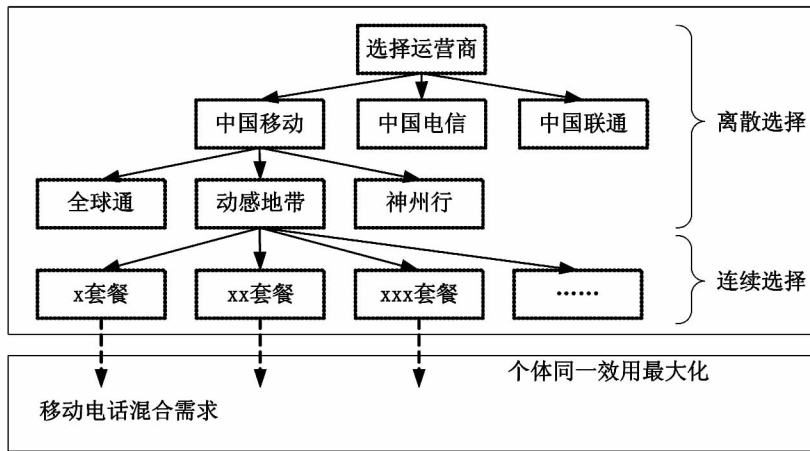 选择运营商
中国移动 中国电信 中国联通
离散选择
全球通 动感地带 神州行
x套餐 xx套餐 xxx套餐 ……
连续选择
个体同一效用最大化
移动电话混合需求